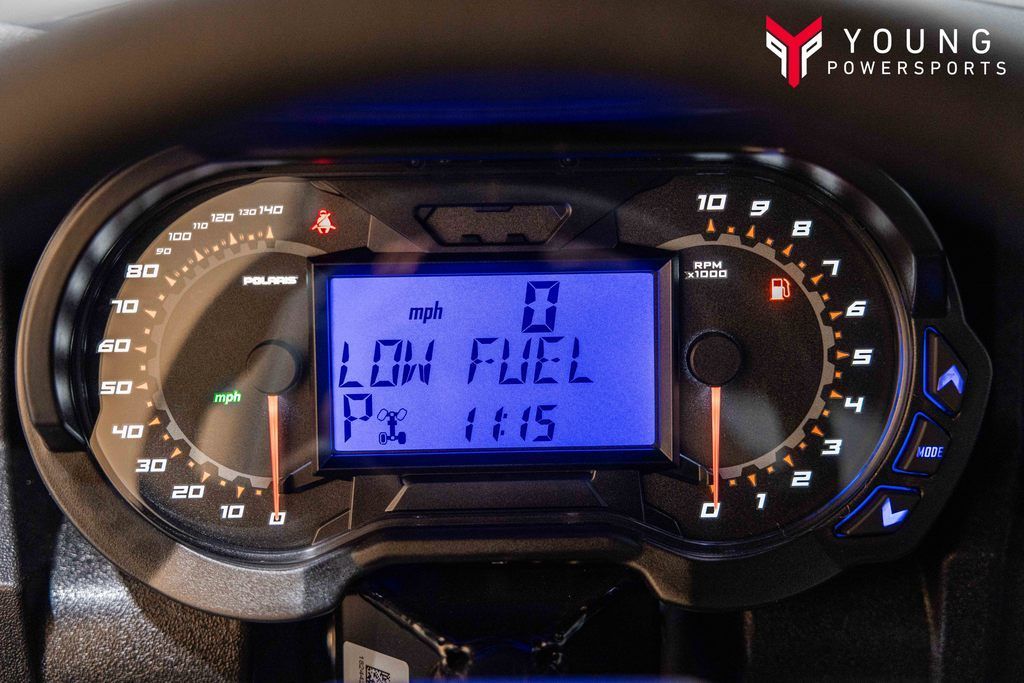 YOUNG
POWERSPORTS
10 20 30 40 50 60 70 80 90 100 110 120 130 140
0
POLARIS
mph
mph 0
LOW FUEL
P 11:15
RPM
x1000
0 1 2 3 4 5 6 7 8 9 10
MODE